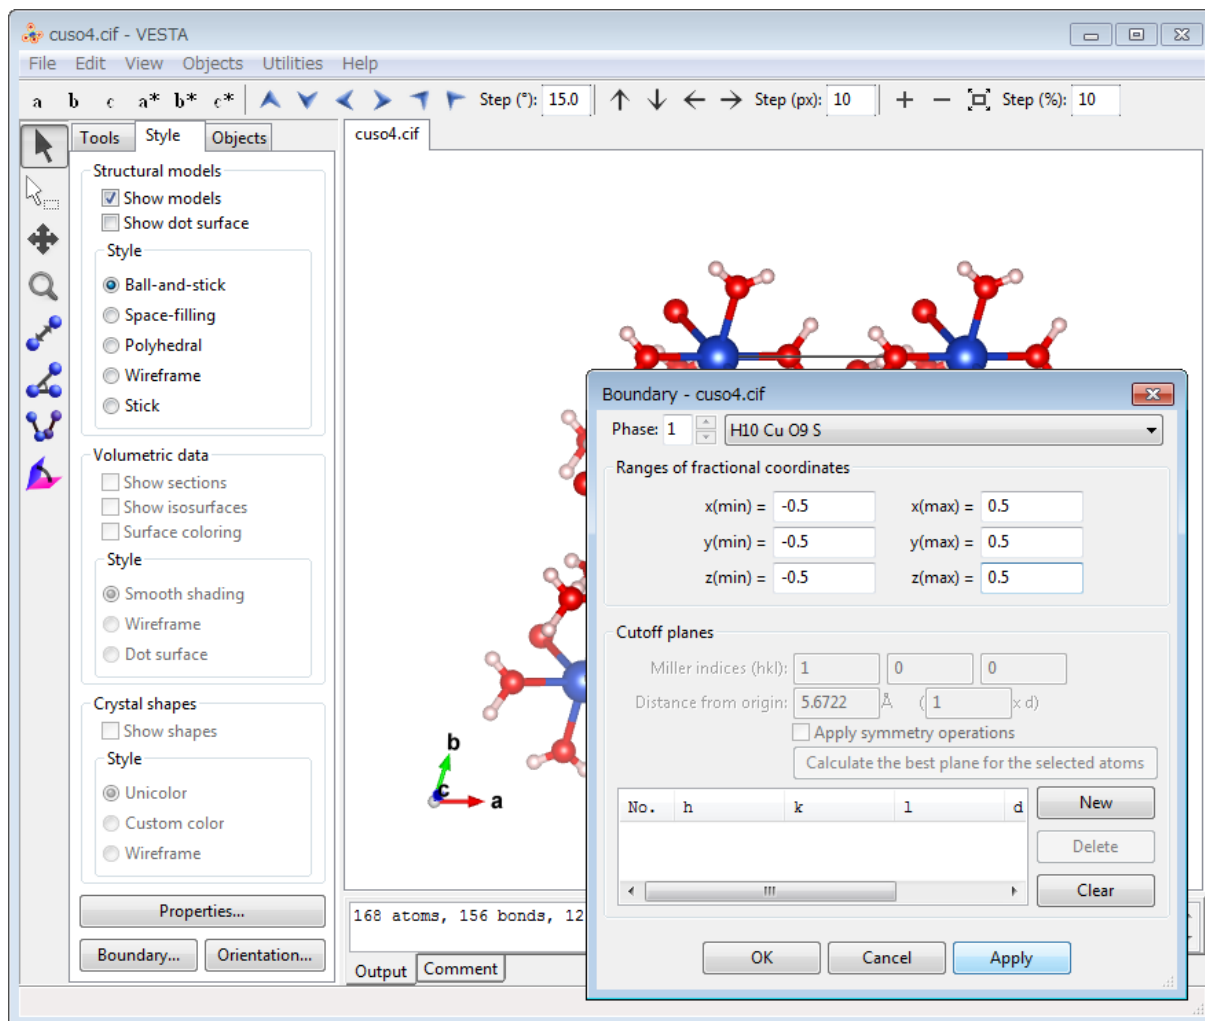 cuso4.cif - VESTA
File Edit View Objects Utilities Help
a b c a* b* c* Step (°): 15.0 Step (px): 10 Step (%): 10
Tools Style Objects
cuso4.cif
Structural models
Show models
Show dot surface
Style
Ball-and-stick
Space-filling
Polyhedral
Wireframe
Stick
Volumetric data
Show sections
Show isosurfaces
Surface coloring
Style
Smooth shading
Wireframe
Dot surface
Crystal shapes
Show shapes
Style
Unicolor
Custom color
Wireframe
Properties...
Boundary... Orientation...
b
c
a
168 atoms, 156 bonds, 12
Output Comment
Boundary - cuso4.cif
Phase: 1 H10 Cu O9 S
Ranges of fractional coordinates
x(min) = -0.5 x(max) = 0.5
y(min) = -0.5 y(max) = 0.5
z(min) = -0.5 z(max) = 0.5
Cutoff planes
Miller indices (hkl): 1 0 0
Distance from origin: 5.6722 Å ( 1 x d)
Apply symmetry operations
Calculate the best plane for the selected atoms
No. h k l d
New
Delete
Clear
OK Cancel Apply